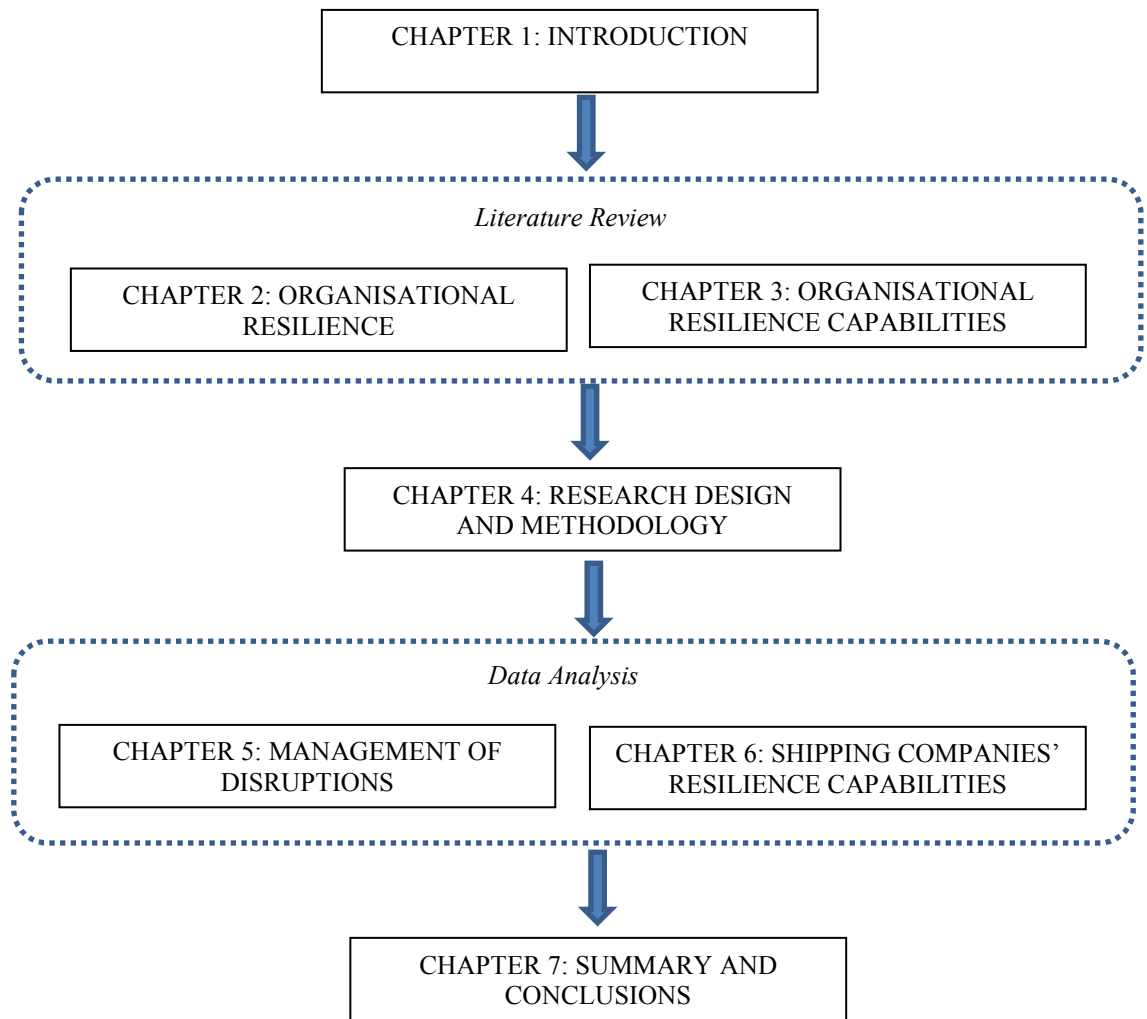 CHAPTER 1: INTRODUCTION
Literature Review
CHAPTER 2: ORGANISATIONAL
RESILIENCE
CHAPTER 3: ORGANISATIONAL
RESILIENCE CAPABILITIES
CHAPTER 4: RESEARCH DESIGN
AND METHODOLOGY
Data Analysis
CHAPTER 5: MANAGEMENT OF
DISRUPTIONS
CHAPTER 6: SHIPPING COMPANIES’
RESILIENCE CAPABILITIES
CHAPTER 7: SUMMARY AND
CONCLUSIONS